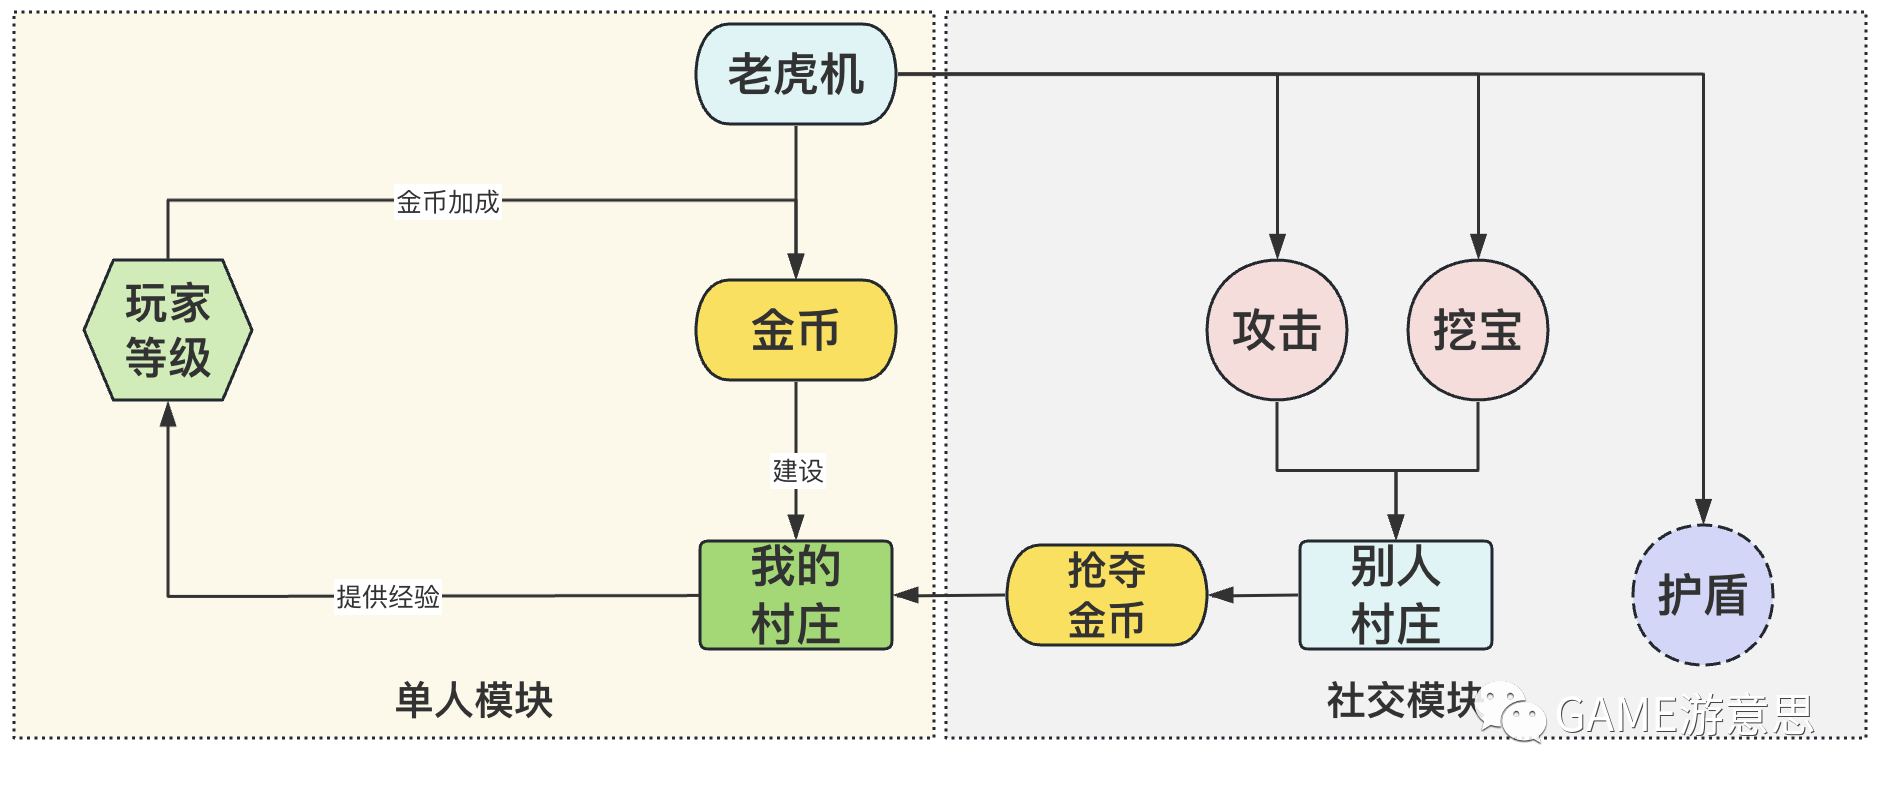 老虎机
金币加成
玩家
等级
金币
攻击
挖宝
建设
我的
村庄
提供经验
抢夺
金币
别人
村庄
护盾
单人模块
社交模块
GAME游意思